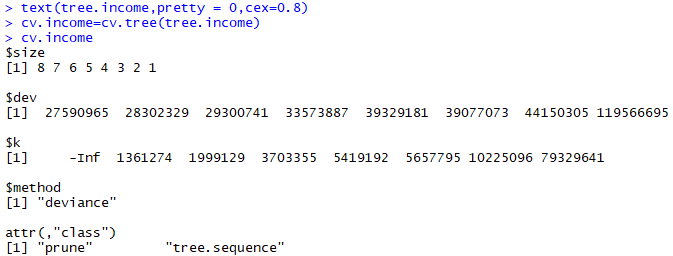 > text(tree.income,pretty = 0,cex=0.8)
> cv.income=cv.tree(tree.income)
> cv.income
$size
[1] 8 7 6 5 4 3 2 1
$dev
[1]  27590965  28302329  29300741  33573887  39329181  39077073  44150305 119566695
$k
[1]     -Inf  1361274  1999129  3703355  5419192  5657795 10225096 79329641
$method
[1] "deviance"
attr(,"class")
[1] "prune"         "tree.sequence"